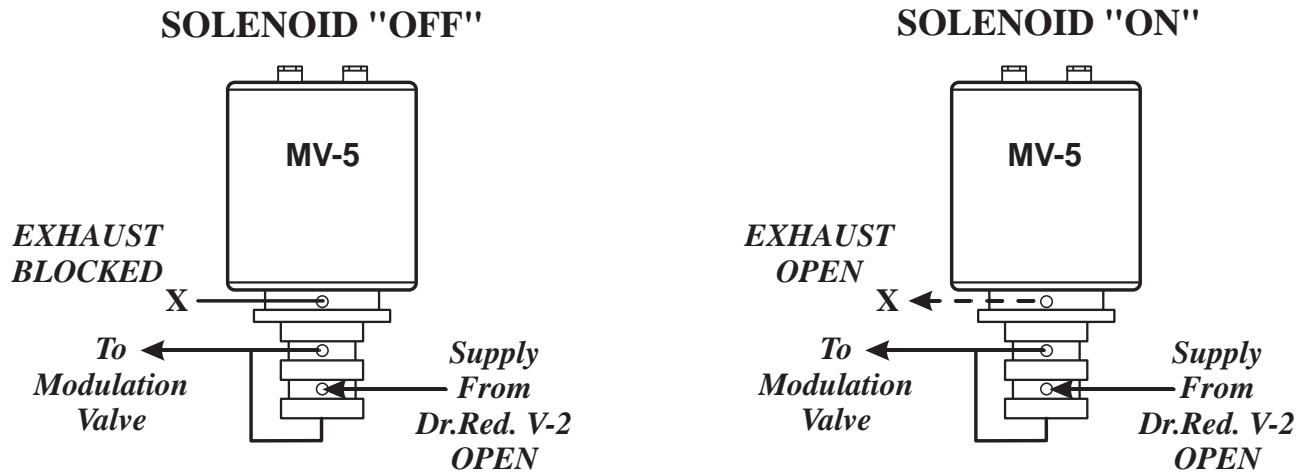 SOLENOID "OFF"
MV-5
EXHAUST
BLOCKED
X
To
Modulation
Valve
Supply
From
Dr.Red. V-2
OPEN
SOLENOID "ON"
MV-5
EXHAUST
OPEN
X
To
Modulation
Valve
Supply
From
Dr.Red. V-2
OPEN